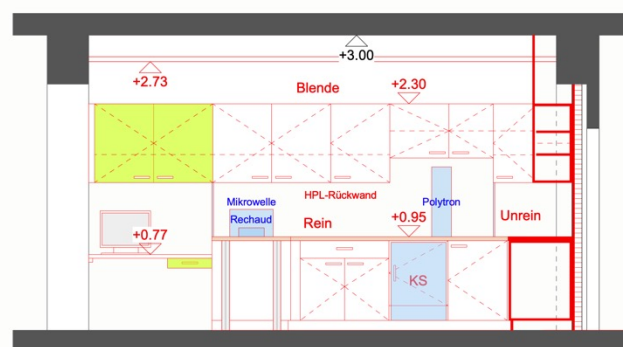 +3.00
+2.73
Blende
+2.30
Mikrowelle
HPL-Rückwand
Polytron
Rechaud
Rein
+0.95
Unrein
+0.77
KS